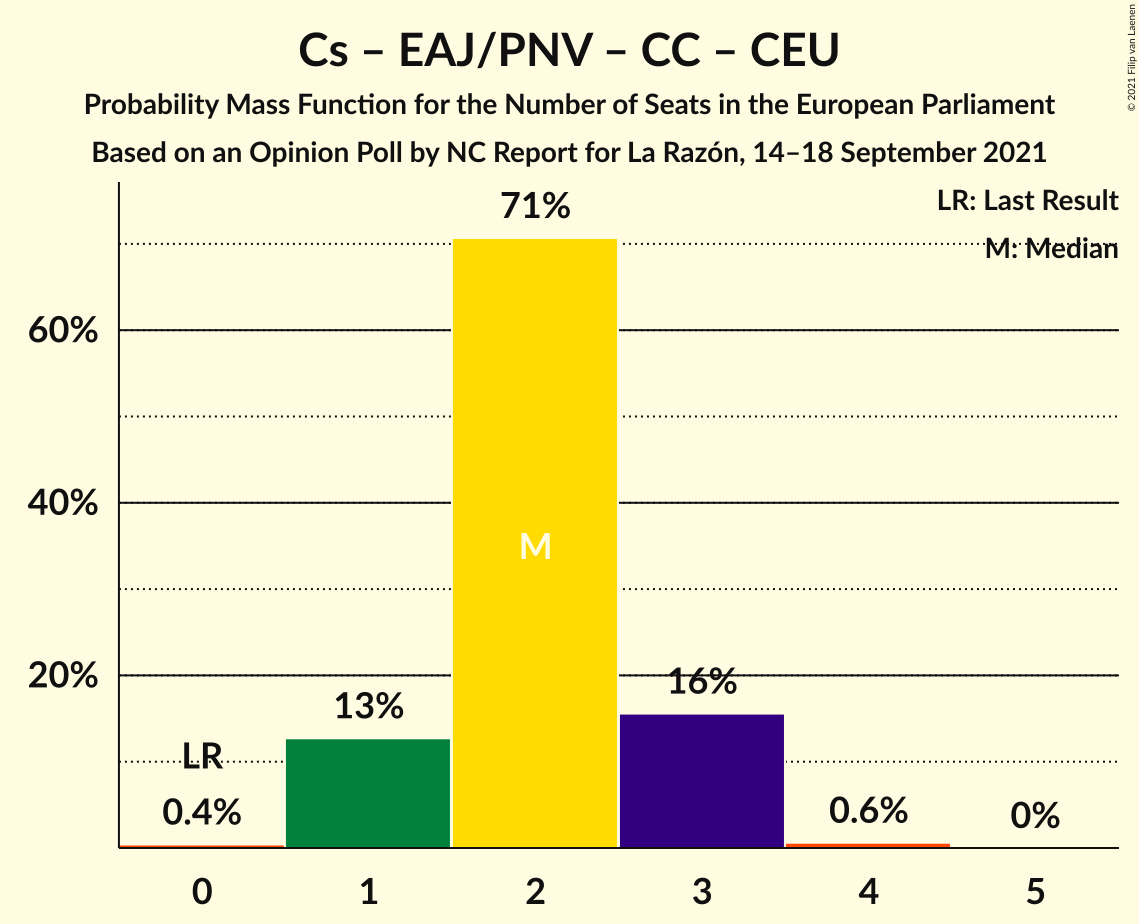 Cs – EAJ/PNV – CC – CEU
Probability Mass Function for the Number of Seats in the European Parliament
Based on an Opinion Poll by NC Report for La Razón, 14–18 September 2021
© 2021 Filip van Laenen
LR: Last Result
M: Median
71%
60%
40%
M
20%
16%
13%
LR
0.4%
0.6%
0%
0 1 2 3 4 5